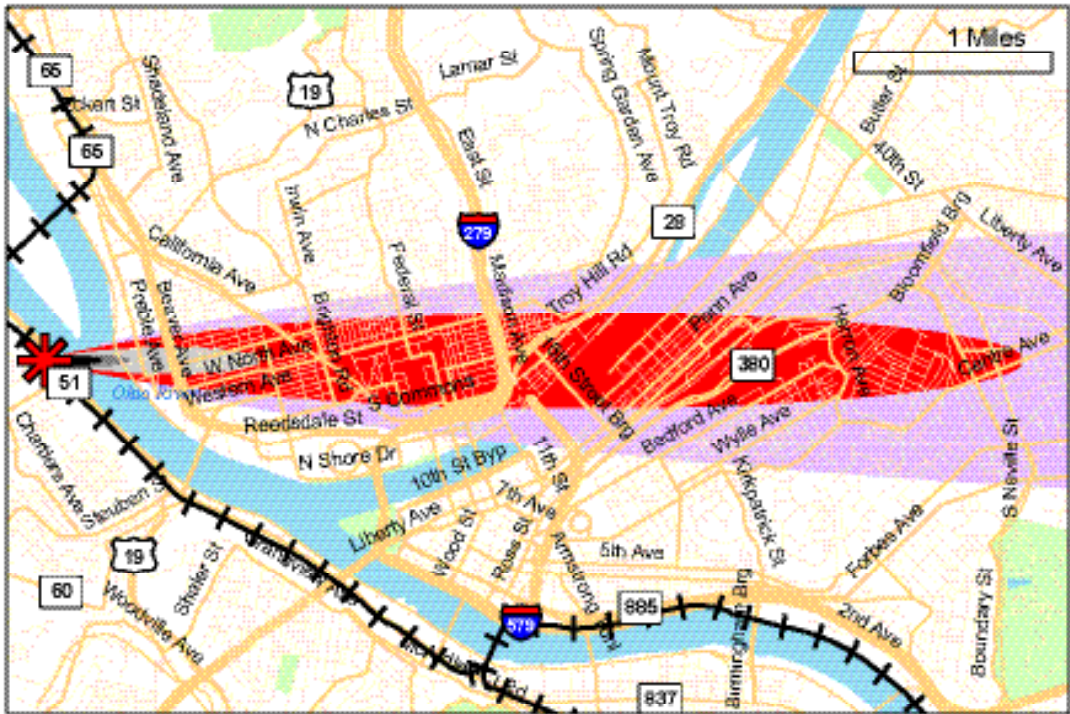 1 Miles
65
19
Lamar St
Spring Garden Ave
Mount Troy Rd
Butler St
Shadeland Ave
N Charles St
East St
40th St
65
28
Liberty Ave
Irwin Ave
279
California Ave
Federal St
Madison Ave
Troy Hill Rd
Bloomfield Brg
Preble Ave
Beaver Ave
Brighton Rd
Penn Ave
Herron Ave
W North Ave
16th Street Brg
380
Centre Ave
51
Western Ave
S Commons
Reedsdale St
Bedford Ave
Wylie Ave
Chartiers Ave
N Shore Dr
10th St Byp
11th St
Kirkpatrick St
S Neville St
7th Ave
Liberty Ave
Wood St
Ross St
5th Ave
Forbes Ave
19
Shaler St
Armstrong
60
Woodville Ave
579
885
Birmingham Brg
2nd Ave
Boundary St
837